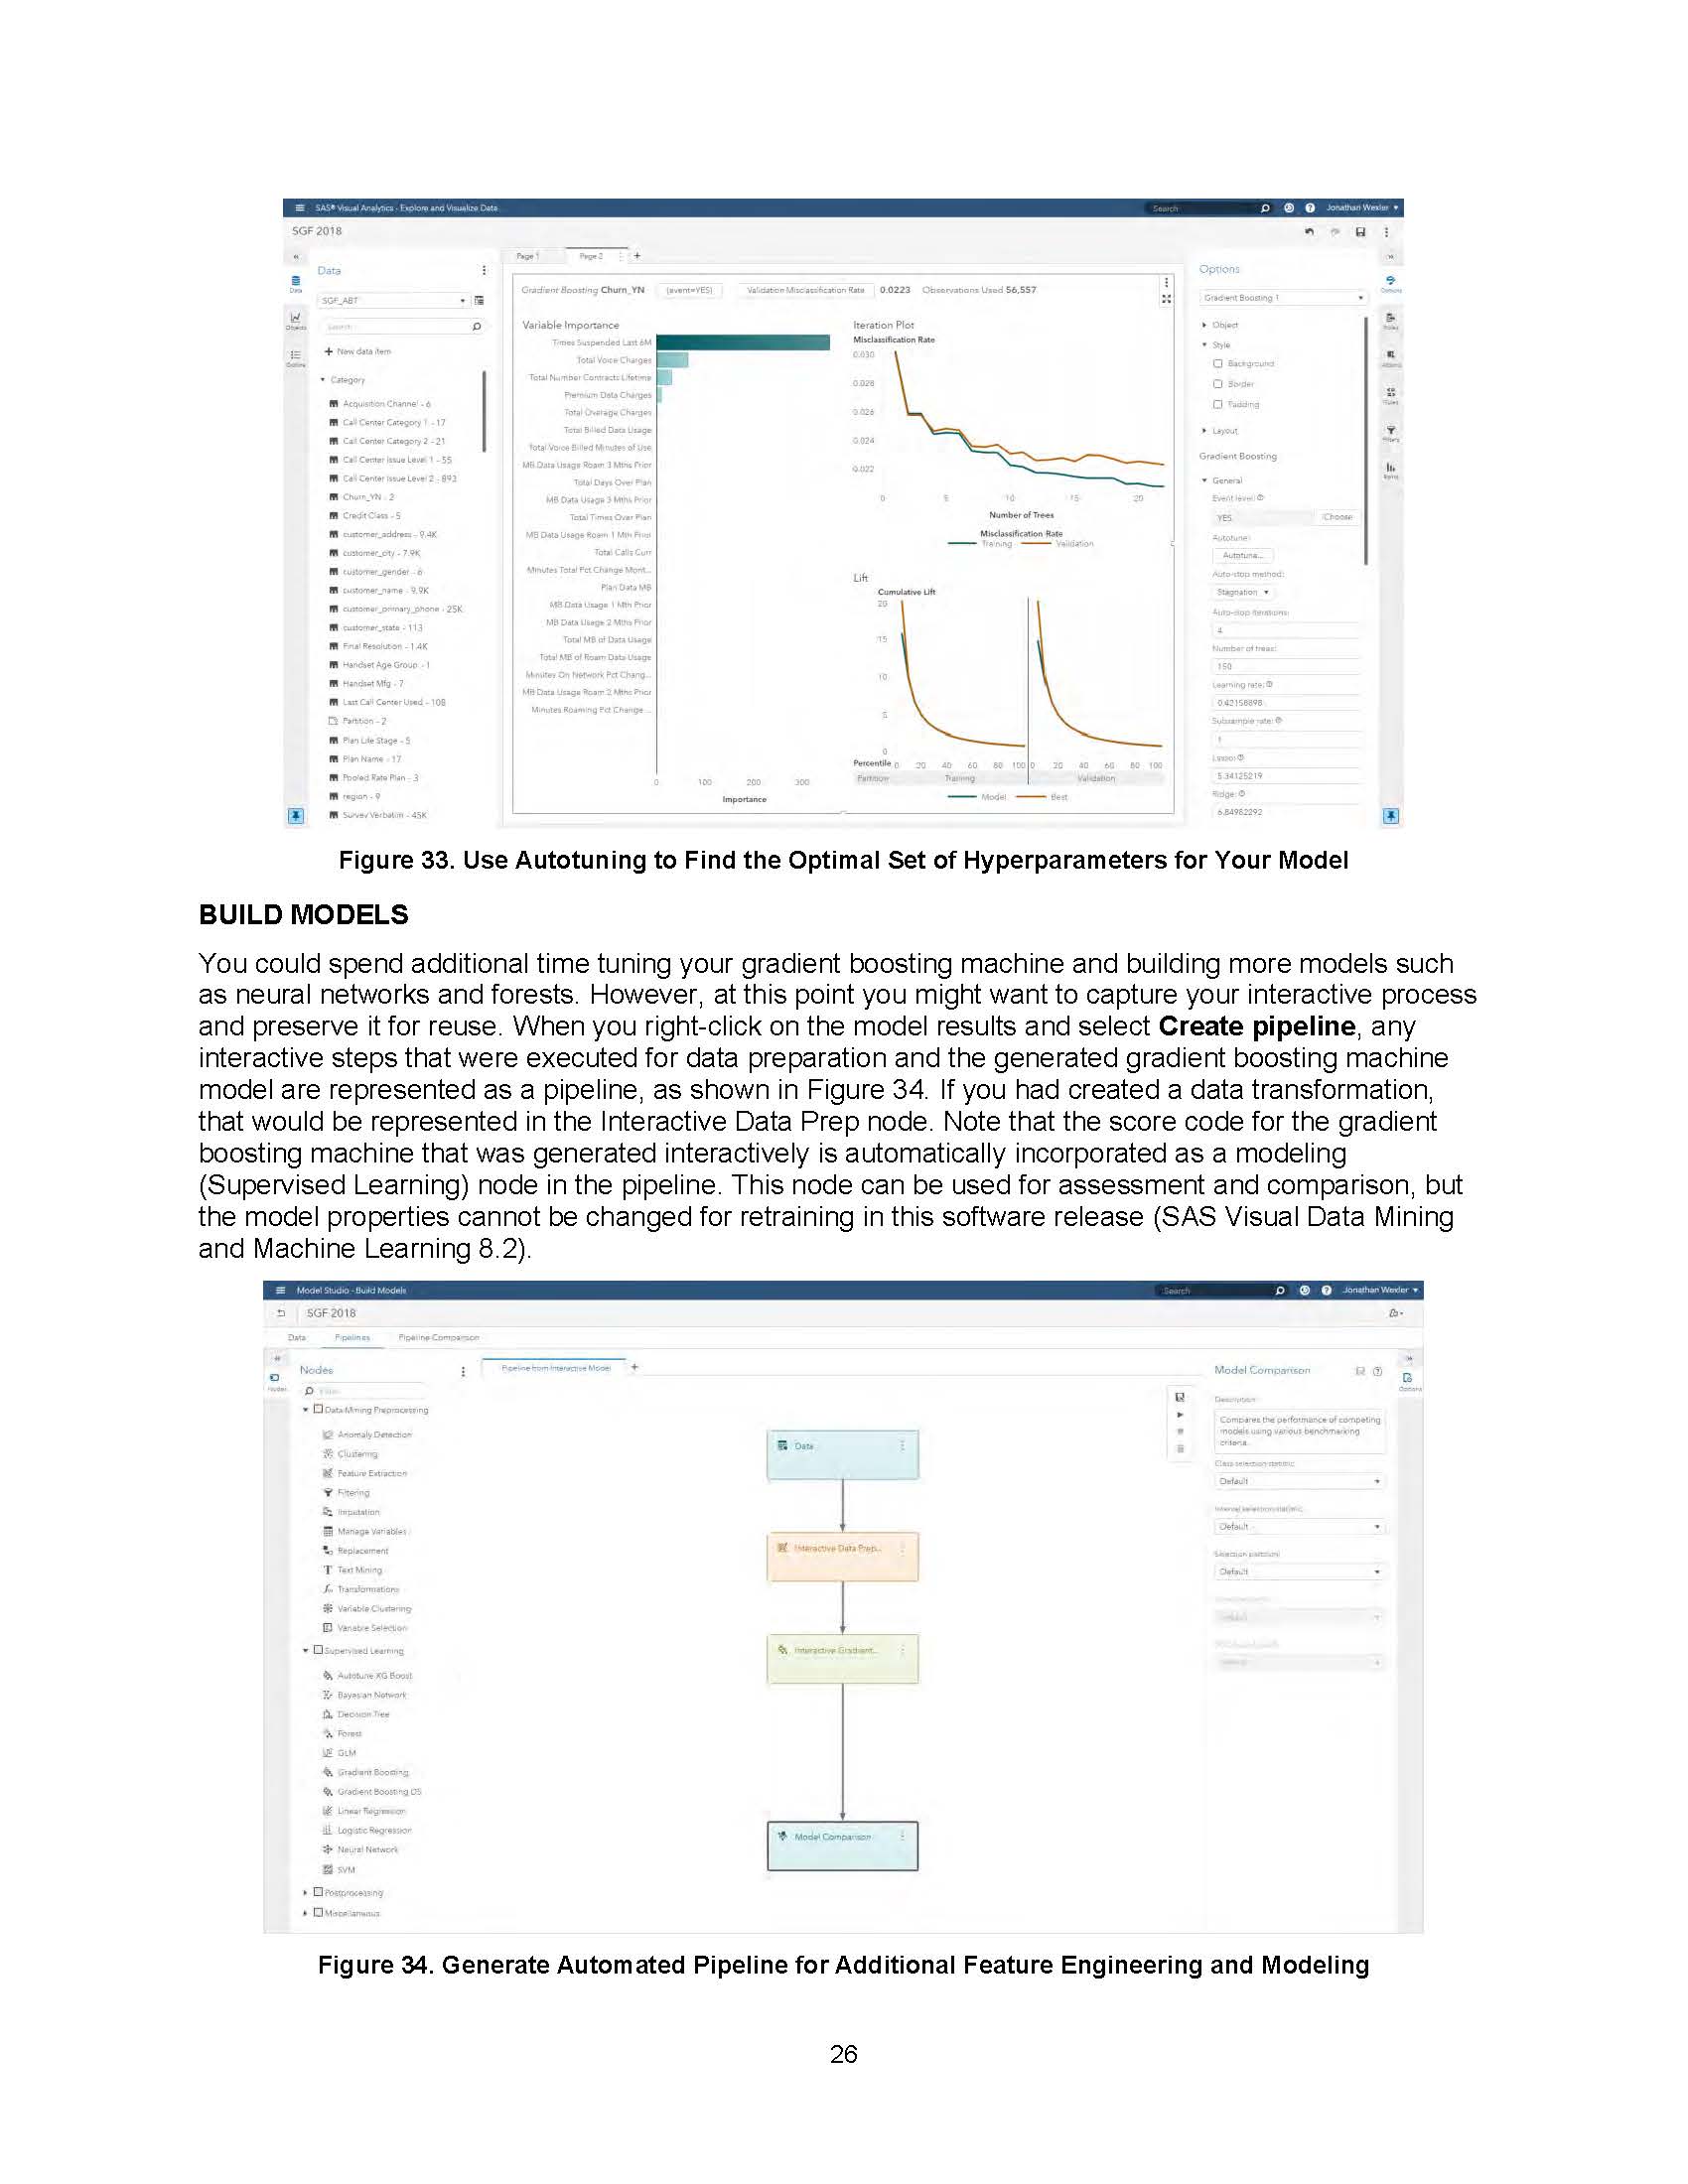 SAS® Visual Analytics - Explore and Visualize Data
Search
Jonathan Wexler
SGF 2018
Page 1
Page 2
Data
SGF_ABT
Search
New data item
Category
Acquisition Channel - 6
Call Center Category 1 - 17
Call Center Category 2 - 21
Call Center Issue Level 1 - 55
Call Center Issue Level 2 - 892
Churn_YN - 2
Credit Class - 5
customer_address - 9.4K
customer_city - 7.9K
customer_gender - 6
customer_name - 9.9K
customer_primary_phone - 25K
customer_state - 113
Final Resolution - 1.4K
Handset Age Group - 1
Handset Mfg - 7
Last Call Center Used - 108
Partition - 2
Plan Life Stage - 5
Plan Name - 17
Pooled Rate Plan - 3
region - 9
Survey Verbatim - 45K
Gradient Boosting Churn_YN (event=YES) Validation Misclassification Rate 0.0223 Observations Used 56,557
Variable Importance
Times Suspended Last 6M
Total Voice Charges
Total Number Contracts Lifetime
Premium Data Charges
Total Overage Charges
Total Billed Data Usage
Total Voice Billed Minutes of Use
MB Data Usage Roam 3 Mths Prior
Total Days Over Plan
MB Data Usage 3 Mths Prior
Total Times Over Plan
MB Data Usage Roam 1 Mth Prior
Total Calls Curr
Minutes Total Pct Change Mont...
Plan Data MB
MB Data Usage 1 Mth Prior
MB Data Usage 2 Mths Prior
Total MB of Data Usage
Total MB of Roam Data Usage
Minutes On Network Pct Chang...
MB Data Usage Roam 2 Mths Prior
Minutes Roaming Pct Change ...
0 100 200 300
Importance
Iteration Plot
Misclassification Rate
0.030
0.028
0.026
0.024
0.022
0 5 10 15 20
Number of Trees
Misclassification Rate
Training Validation
Lift
Cumulative Lift
20
15
10
5
0
Percentile 0 20 40 60 80 100 0 20 40 60 80 100
Partition Training Validation
Model Best
Options
Gradient Boosting 1
Object
Style
Background
Border
Padding
Layout
Gradient Boosting
General
Event level:
YES Choose
Autotune:
Autotune...
Auto-stop method:
Stagnation
Auto-stop iterations:
4
Number of trees:
150
Learning rate:
0.42158898
Subsample rate:
1
Lasso:
5.34125219
Ridge:
6.84982292
Figure 33. Use Autotuning to Find the Optimal Set of Hyperparameters for Your Model
BUILD MODELS
You could spend additional time tuning your gradient boosting machine and building more models such
as neural networks and forests. However, at this point you might want to capture your interactive process
and preserve it for reuse. When you right-click on the model results and select Create pipeline, any
interactive steps that were executed for data preparation and the generated gradient boosting machine
model are represented as a pipeline, as shown in Figure 34. If you had created a data transformation,
that would be represented in the Interactive Data Prep node. Note that the score code for the gradient
boosting machine that was generated interactively is automatically incorporated as a modeling
(Supervised Learning) node in the pipeline. This node can be used for assessment and comparison, but
the model properties cannot be changed for retraining in this software release (SAS Visual Data Mining
and Machine Learning 8.2).
Model Studio - Build Models
Search
Jonathan Wexler
SGF 2018
Data Pipelines Pipeline Comparison
Nodes
Filter
Data Mining Preprocessing
Anomaly Detection
Clustering
Feature Extraction
Filtering
Imputation
Manage Variables
Replacement
Text Mining
Transformations
Variable Clustering
Variable Selection
Supervised Learning
Autotune XG Boost
Bayesian Network
Decision Tree
Forest
GLM
Gradient Boosting
Gradient Boosting DS
Linear Regression
Logistic Regression
Neural Network
SVM
Postprocessing
Miscellaneous
Pipeline from Interactive Model
Data
Interactive Data Prep...
Interactive Gradient...
Model Comparison
Model Comparison
Description:
Compares the performance of competing
models using various benchmarking
criteria.
Class selection statistic:
Default
Interval selection statistic:
Default
Selection partition:
Default
Options
Figure 34. Generate Automated Pipeline for Additional Feature Engineering and Modeling
26